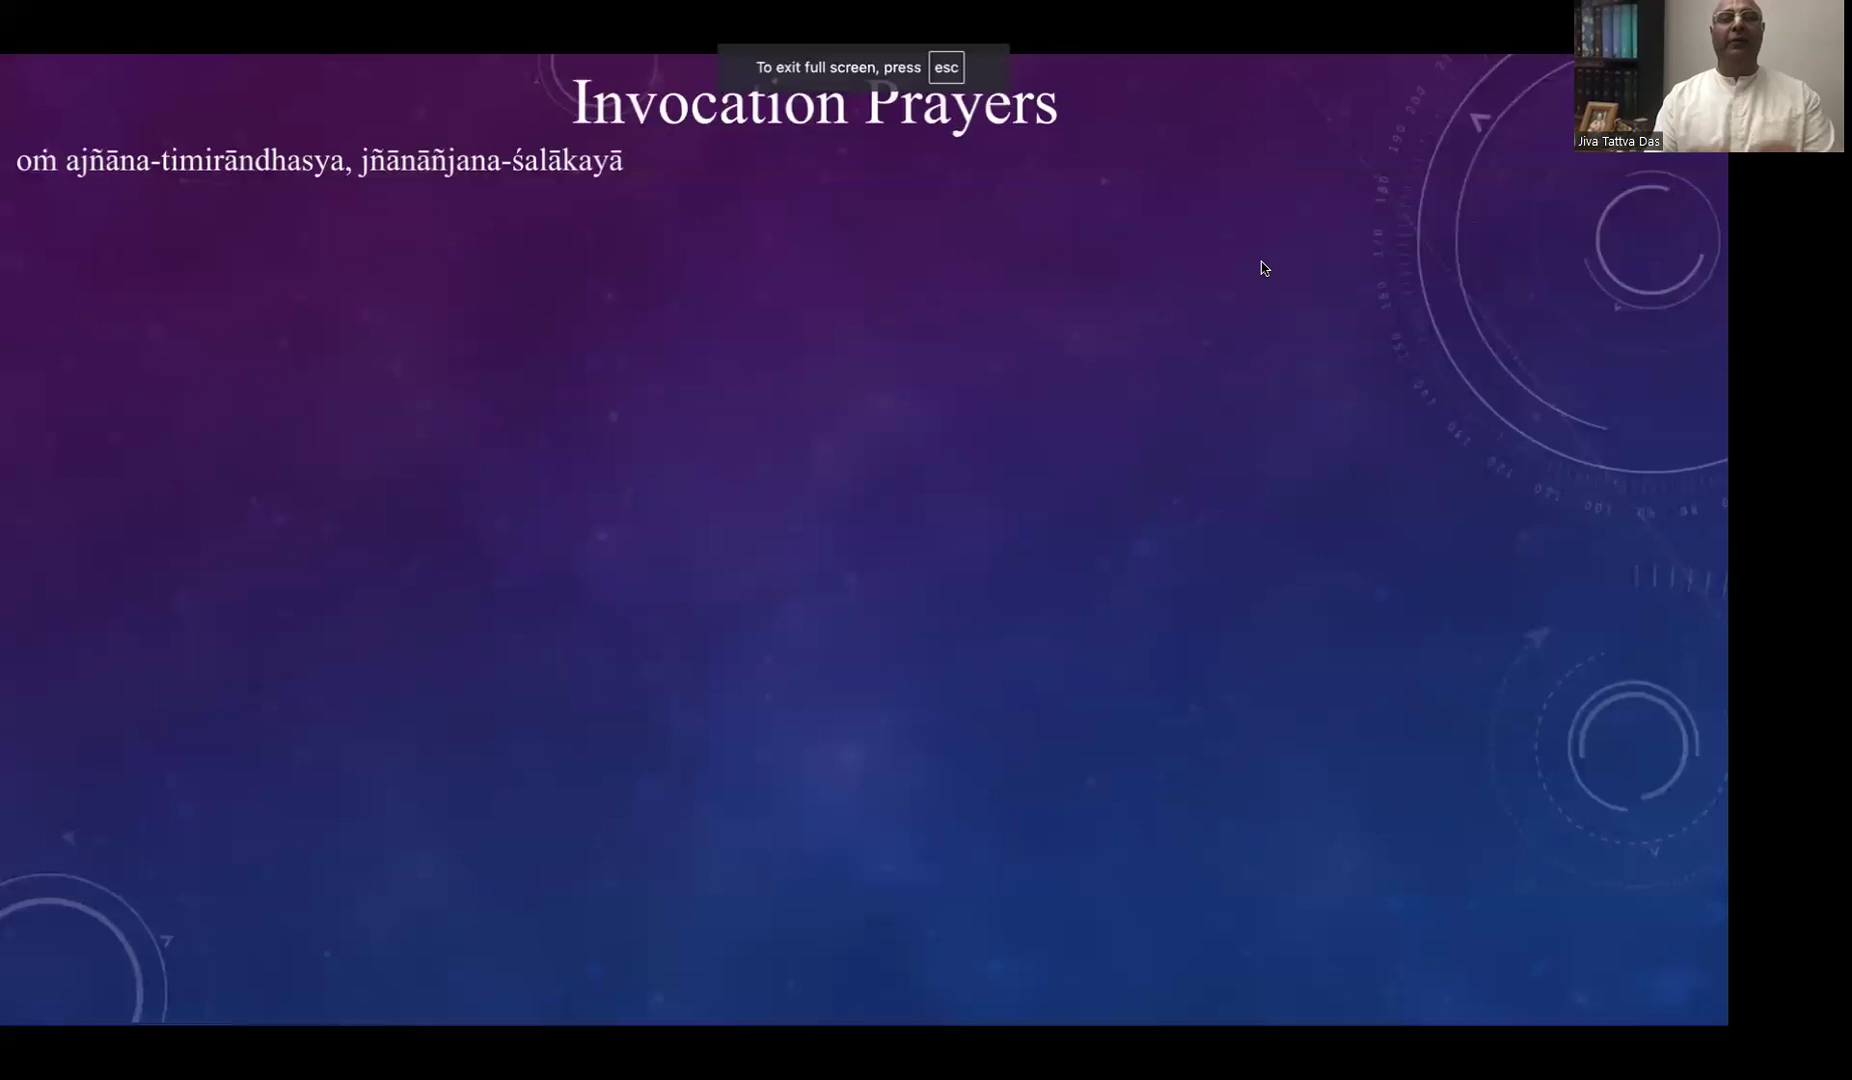 To exit full screen, press esc
Invocation Prayers
oṁ ajñāna-timirāndhasya, jñānāñjana-śalākayā
Jiva Tattva Das